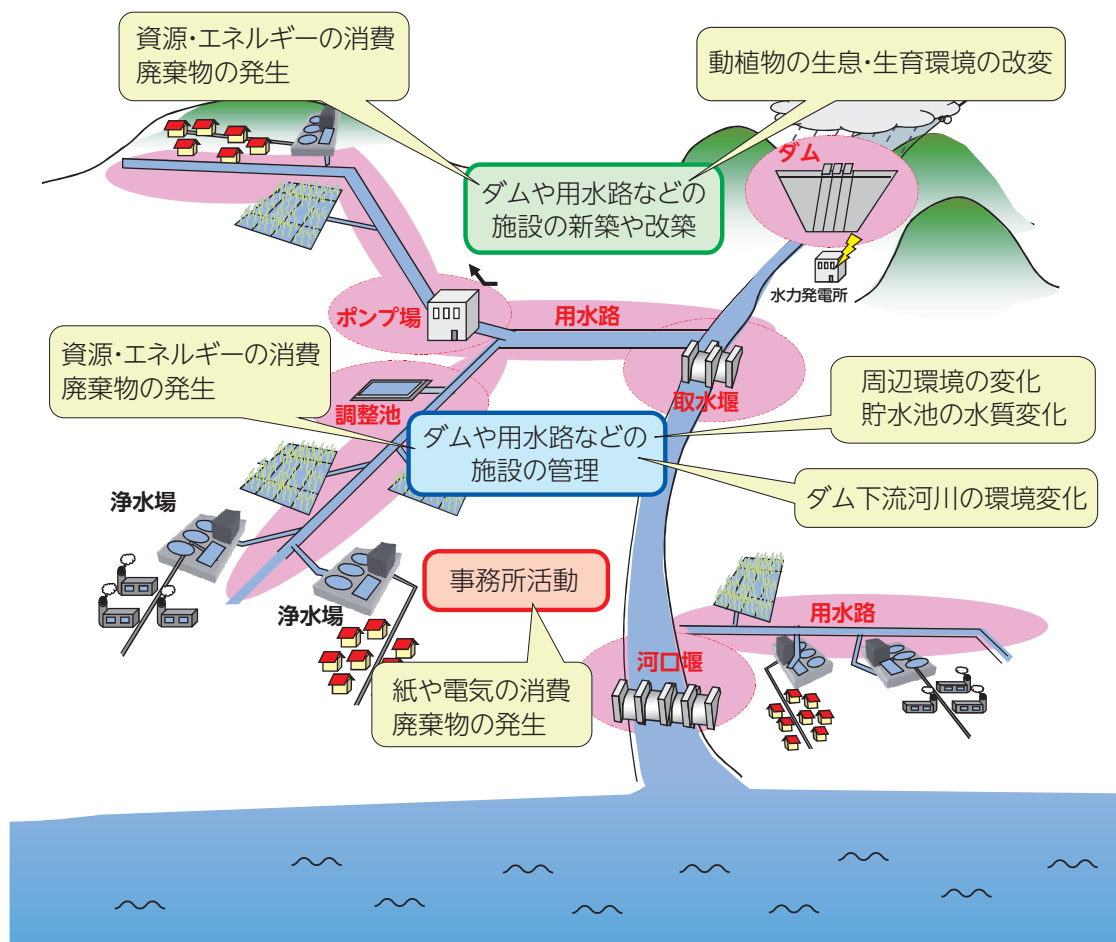 資源・エネルギーの消費
廃棄物の発生
動植物の生息・生育環境の改変
ダム
ダムや用水路などの
施設の新築や改築
水力発電所
ポンプ場
用水路
資源・エネルギーの消費
廃棄物の発生
取水堰
周辺環境の変化
貯水池の水質変化
調整池
ダムや用水路などの
施設の管理
ダム下流河川の環境変化
浄水場
事務所活動
浄水場
用水路
河口堰
紙や電気の消費
廃棄物の発生